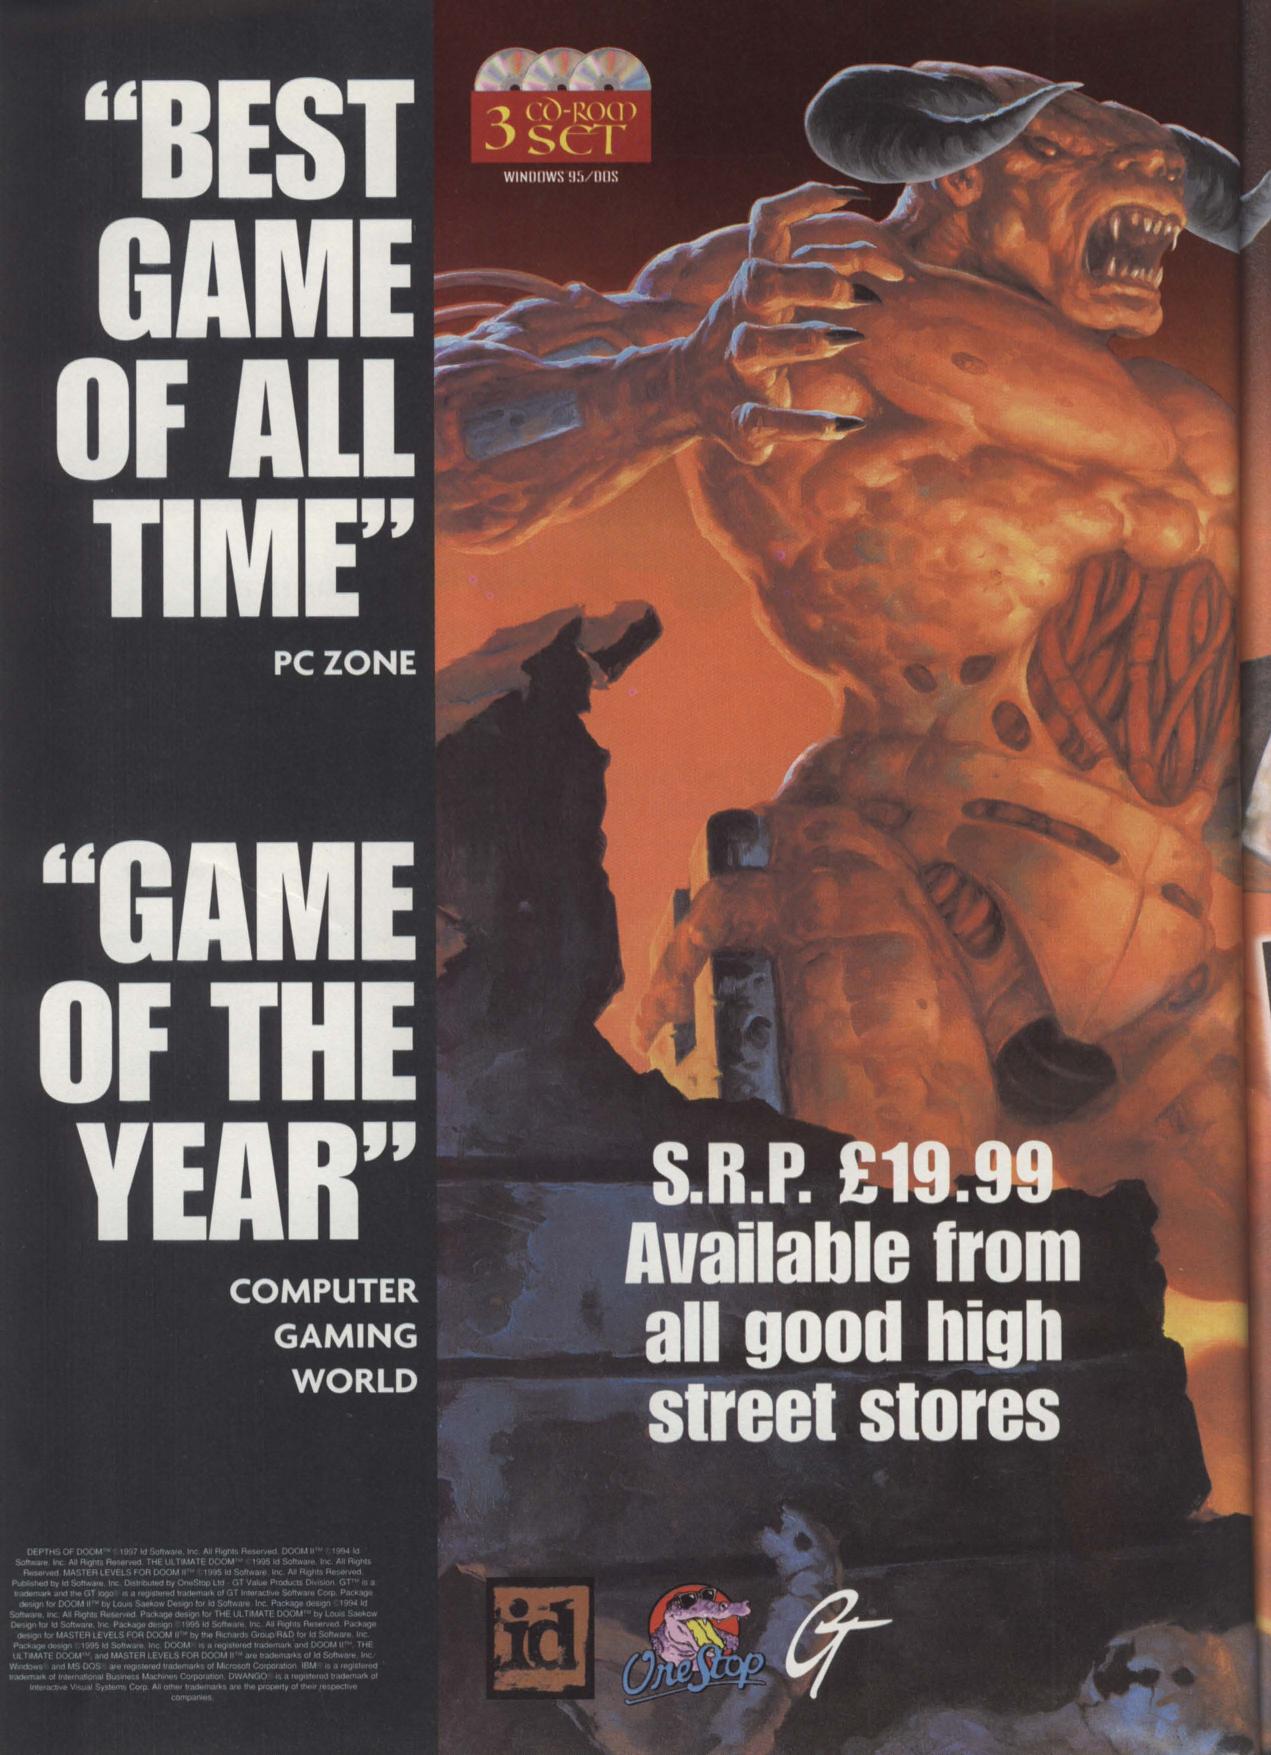 “BEST
GAME
OF ALL
TIME”
PC ZONE
“GAME
OF THE
YEAR”
COMPUTER
GAMING
WORLD
3 CD-ROM
SET
WINDOWS 95/DOS
S.R.P. £19.99
Available from
all good high
street stores
DEPTHS OF DOOM™ ©1997 Id Software, Inc. All Rights Reserved. DOOM II™ ©1994 Id
Software, Inc. All Rights Reserved. THE ULTIMATE DOOM™ ©1995 Id Software, Inc. All Rights
Reserved. MASTER LEVELS FOR DOOM II™ ©1995 Id Software, Inc. All Rights Reserved.
Published by Id Software, Inc. Distributed by OneStop Ltd - GT Value Products Division. GT™ is a
trademark and the GT logo® is a registered trademark of GT Interactive Software Corp. Package
design for DOOM II™ by Louis Saekow Design for Id Software, Inc. Package design ©1994 Id
Software, Inc. All Rights Reserved. Package design for THE ULTIMATE DOOM™ by Louis Saekow
Design for Id Software, Inc. Package design ©1995 Id Software, Inc. All Rights Reserved. Package
design for MASTER LEVELS FOR DOOM II™ by the Richards Group/R&D for Id Software, Inc.
Package design ©1995 Id Software, Inc. DOOM® is a registered trademark and DOOM II™, THE
ULTIMATE DOOM™, and MASTER LEVELS FOR DOOM II™ are trademarks of Id Software, Inc.
Windows® and MS-DOS® are registered trademarks of Microsoft Corporation. IBM® is a registered
trademark of International Business Machines Corporation. DWANGO® is a registered trademark of
Interactive Visual Systems Corp. All other trademarks are the property of their respective
companies.
id
OneStop
GT